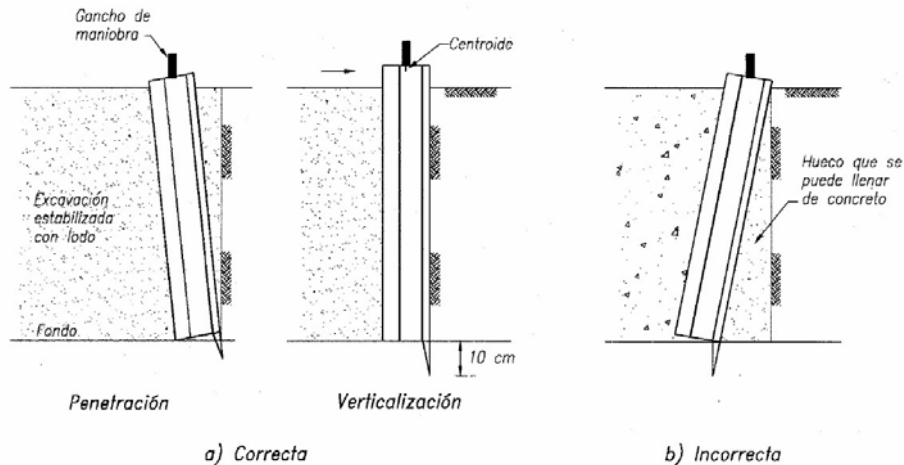 Gancho de
maniobra
Centroide
Excavación
estabilizada
con lodo
Hueco que se
puede llenar
de concreto
Fondo
10 cm
Penetración
Verticalización
a) Correcta
b) Incorrecta